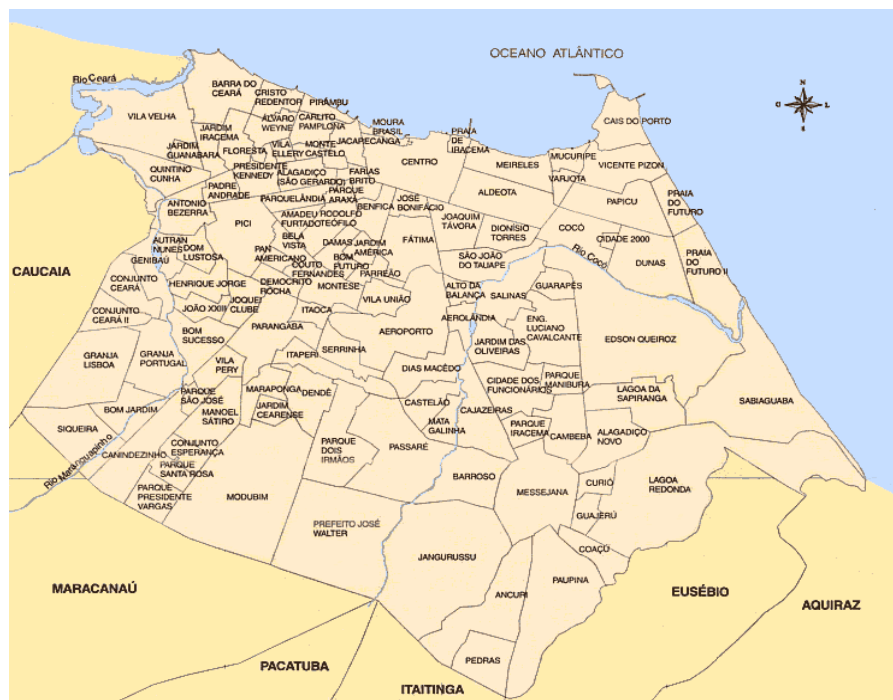 OCEANO ATLÂNTICO
N
O
L
S
Rio Ceará
BARRA DO
CEARÁ
CRISTO
REDENTOR
PIRÂMBU
VILA VELHA
ÁLVARO
WEYNE
CARLITO
PAMPLONA
MOURA
BRASIL
JACAREĆANGA
PRAIA
DE
IRACEMA
CAIS DO PORTO
JARDIM
IRACEMA
JARDIM
GUANABARA
FLORESTA
VILA
ELLERY
MONTE
CASTELO
CENTRO
MEIRELES
MUCURIPE
VICENTE PIZON
VARJOTA
QUINTINO
CUNHA
PRESIDENTE
KENNEDY
ALAGADIÇO
(SÃO GERARDO)
FARIAS
BRITO
PADRE
ANDRADE
PARQUELÂNDIA
PARQUE
ARAXÁ
ALDEOTA
PAPICU
PRAIA
DO
FUTURO
ANTONIO
BEZERRA
BENFICA
JOSÉ
BONIFÁCIO
PICI
AMADEU
FURTADO
RODOLFO
TEÓFILO
JOAQUIM
TÁVORA
DIONÍSIO
TORRES
COCÓ
CIDADE 2000
AUTRAN
NUNES
DOM
LUSTOSA
BELA
VISTA
DAMAS
JARDIM
AMÉRICA
FÁTIMA
PAN
AMERICANO
COUTO
FERNANDES
BOM
FUTURO
SÃO JOÃO
DO TAUAPE
Rio Cocó
DUNAS
PRAIA
DO
FUTURO II
CAUCAIA
GENIBAÚ
PARREÃO
CONJUNTO
CEARÁ
HENRIQUE JORGE
DEMOCRITO
ROCHA
MONTESE
ALTO DA
BALANÇA
SALINAS
GUARAPES
JOÃO XXIII
JOQUEI
CLUBE
ITAOCA
VILA UNIÃO
CONJUNTO
CEARÁ II
BOM
SUCESSO
PARANGABA
AEROPORTO
AEROLÂNDIA
ENG.
LUCIANO
CAVALCANTE
EDSON QUEIROZ
GRANJA
LISBOA
GRANJA
PORTUGAL
VILA
PERY
ITAPERI
SERRINHA
JARDIM DAS
OLIVEIRAS
DIAS MACÊDO
CIDADE DOS
FUNCIONÁRIOS
PARQUE
MANIBURA
LAGOA DA
SAPIRANGA
SABIAGUABA
PARQUE
SÃO JOSÉ
MARAPONGA
DENDÊ
CASTELÃO
CAJAZEIRAS
BOM JARDIM
MANOEL
SÁTIRO
JARDIM
CEARENSE
MATA
GALINHA
PARQUE
IRACEMA
CAMBEBA
ALAGADIÇO
NOVO
SIQUEIRA
CANINDEZINHO
CONJUNTO
ESPERANÇA
PARQUE
DOIS
IRMÃOS
PASSARÉ
Rio Maranguapinho
PARQUE
SANTA ROSA
BARROSO
MESSEJANA
CURIÓ
LAGOA
REDONDA
PARQUE
PRESIDENTE
VARGAS
MODUBIM
GUAJERÚ
PREFEITO JOSÉ
WALTER
COAÇÚ
JANGURUSSU
PAUPINA
ANCURI
MARACANAÚ
EUSÉBIO
AQUIRAZ
PEDRAS
PACATUBA
ITAITINGA